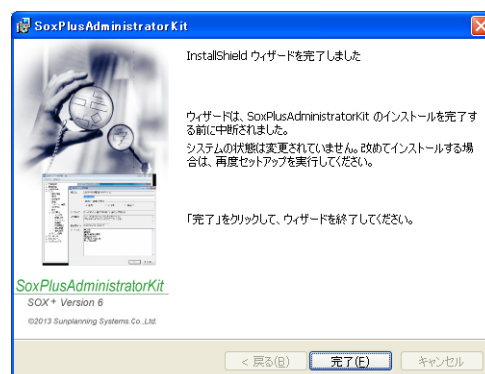 SoxPlusAdministratorKit
InstallShield ウィザードを完了しました
ウィザードは、SoxPlusAdministratorKit のインストールを完了す
る前に中断されました。
システムの状態は変更されていません。改めてインストールする場
合は、再度セットアップを実行してください。
「完了」をクリックして、ウィザードを終了してください。
SoxPlusAdministratorKit
SOX+ Version 6
©2013 Sunplanning Systems Co.,Ltd.
< 戻る(B)
完了(F)
キャンセル